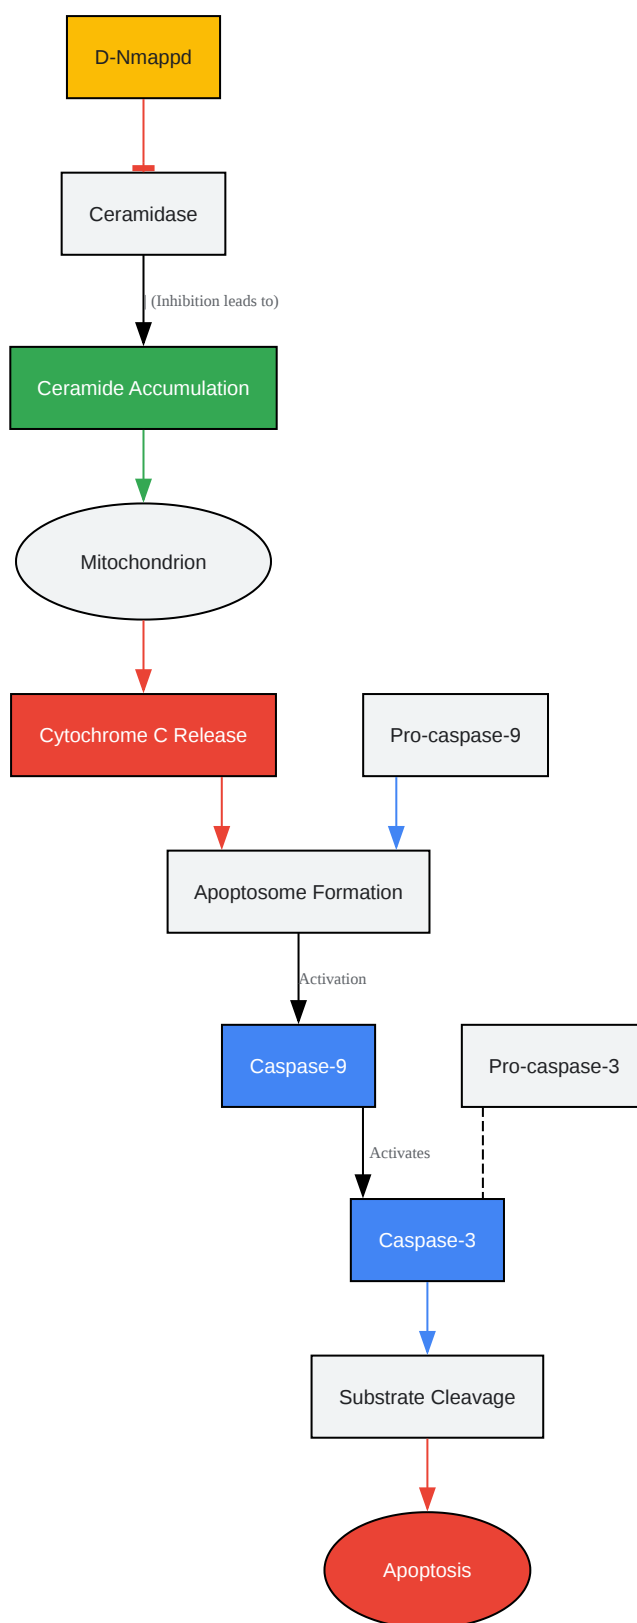 D-Nmappd
Ceramidase
| (Inhibition leads to)
Ceramide Accumulation
Mitochondrion
Cytochrome C Release
Pro-caspase-9
Apoptosome Formation
Activation
Caspase-9
Pro-caspase-3
Activates
Caspase-3
Substrate Cleavage
Apoptosis